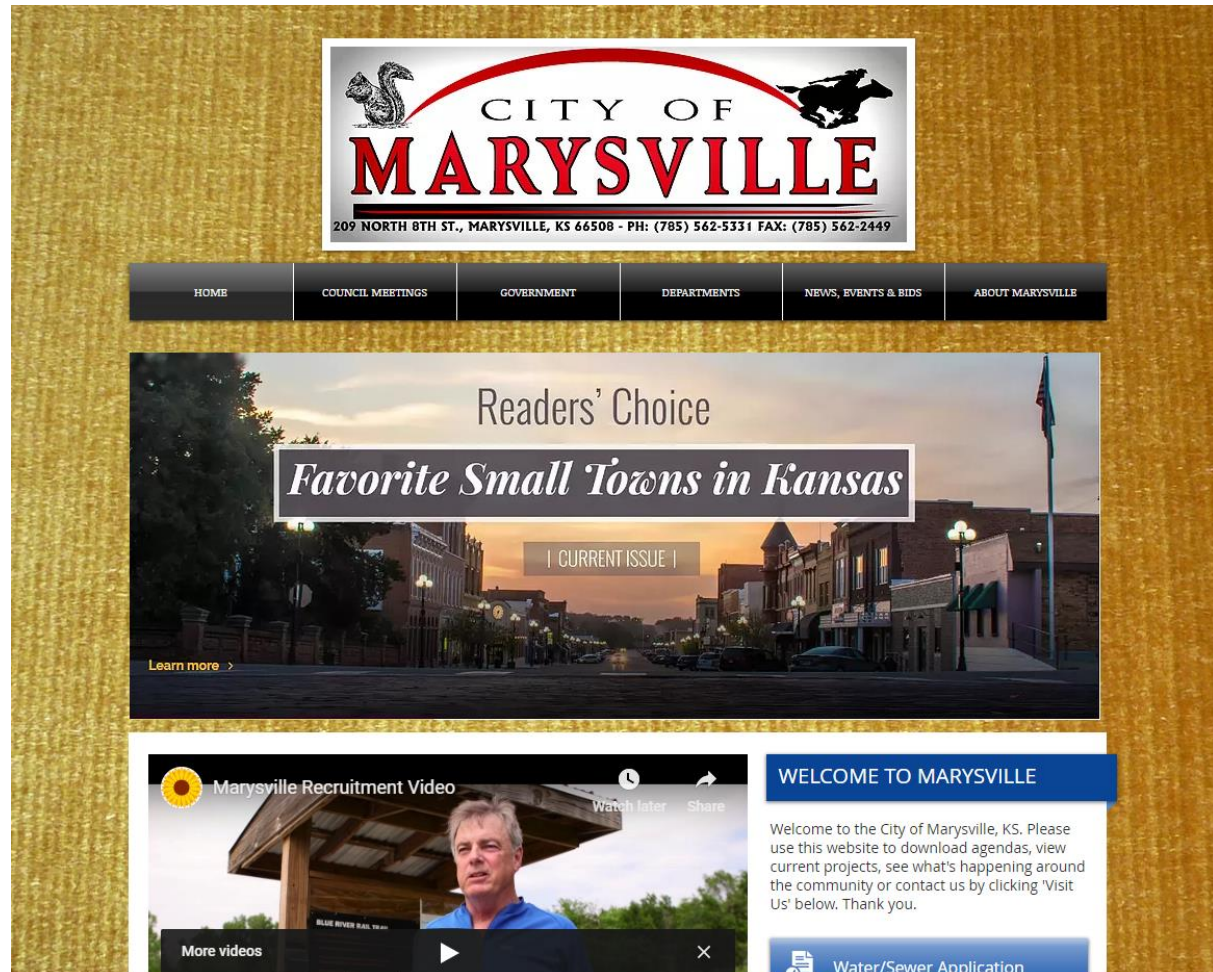 CITY OF
MARYSVILLE
209 NORTH 8TH ST., MARYSVILLE, KS 66508 - PH: (785) 562-5331 FAX: (785) 562-2449
HOME
COUNCIL MEETINGS
GOVERNMENT
DEPARTMENTS
NEWS, EVENTS & BIDS
ABOUT MARYSVILLE
Readers' Choice
Favorite Small Towns in Kansas
| CURRENT ISSUE |
Learn more >
Marysville Recruitment Video
Watch later
Share
BLUE RIVER RAIL TRAIL
More videos
WELCOME TO MARYSVILLE
Welcome to the City of Marysville, KS. Please
use this website to download agendas, view
current projects, see what's happening around
the community or contact us by clicking 'Visit
Us' below. Thank you.
Water/Sewer Application